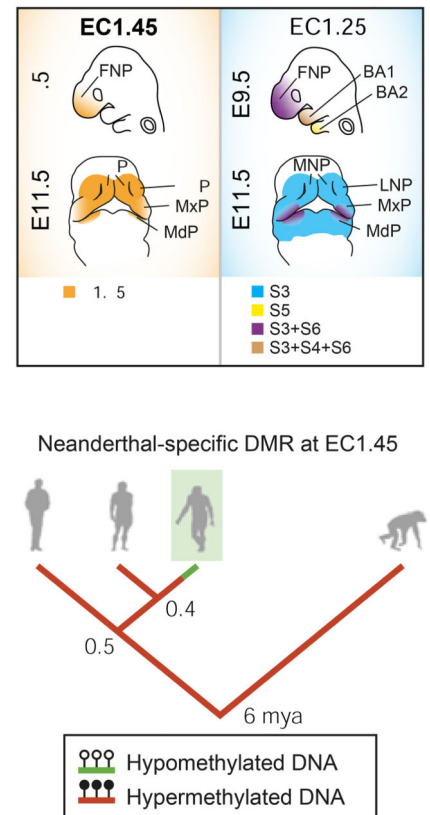 EC1.45
EC1.25
.5
FNP
E9.5
FNP
BA1
BA2
E11.5
P
P
MxP
MdP
E11.5
MNP
LNP
MxP
MdP
1. 5
S3
S5
S3+S6
S3+S4+S6
Neanderthal-specific DMR at EC1.45
0.4
0.5
6 mya
Hypomethylated DNA
Hypermethylated DNA